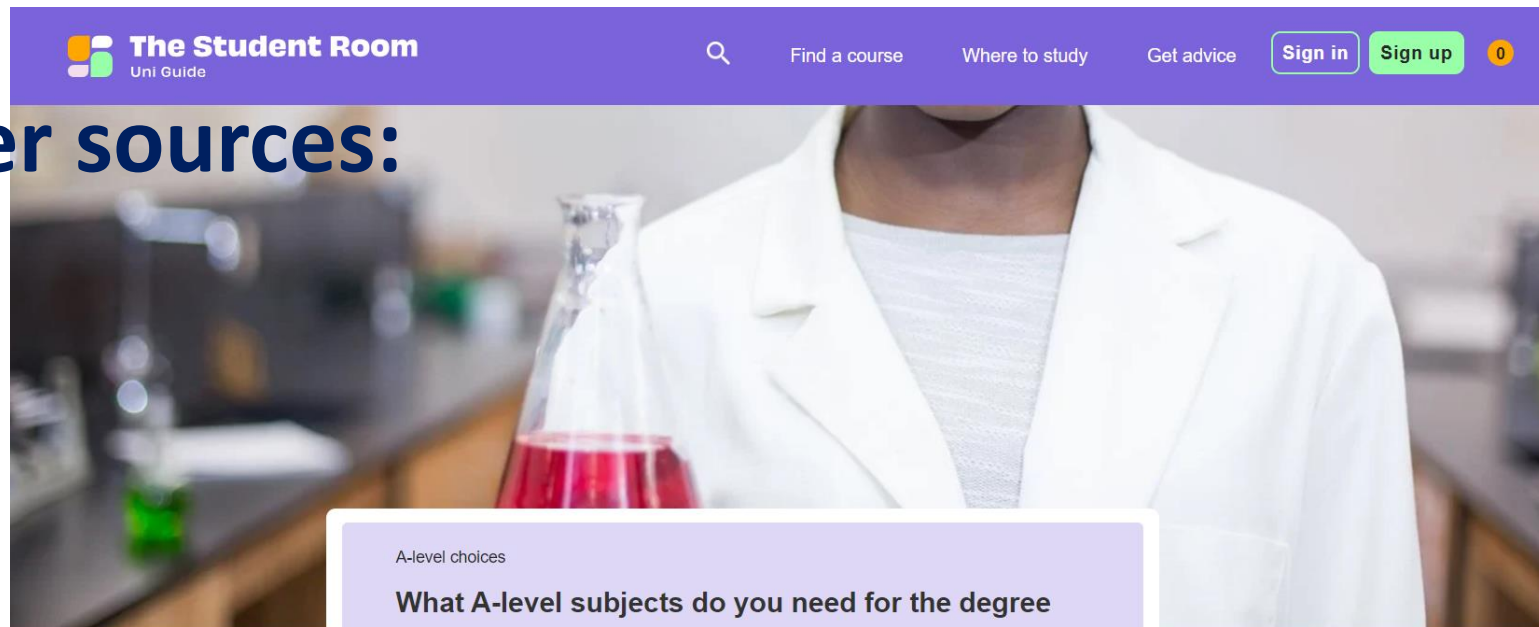 The Student Room
Uni Guide
Find a course Where to study Get advice Sign in Sign up 0
sources:
A-level choices
What A-level subjects do you need for the degree